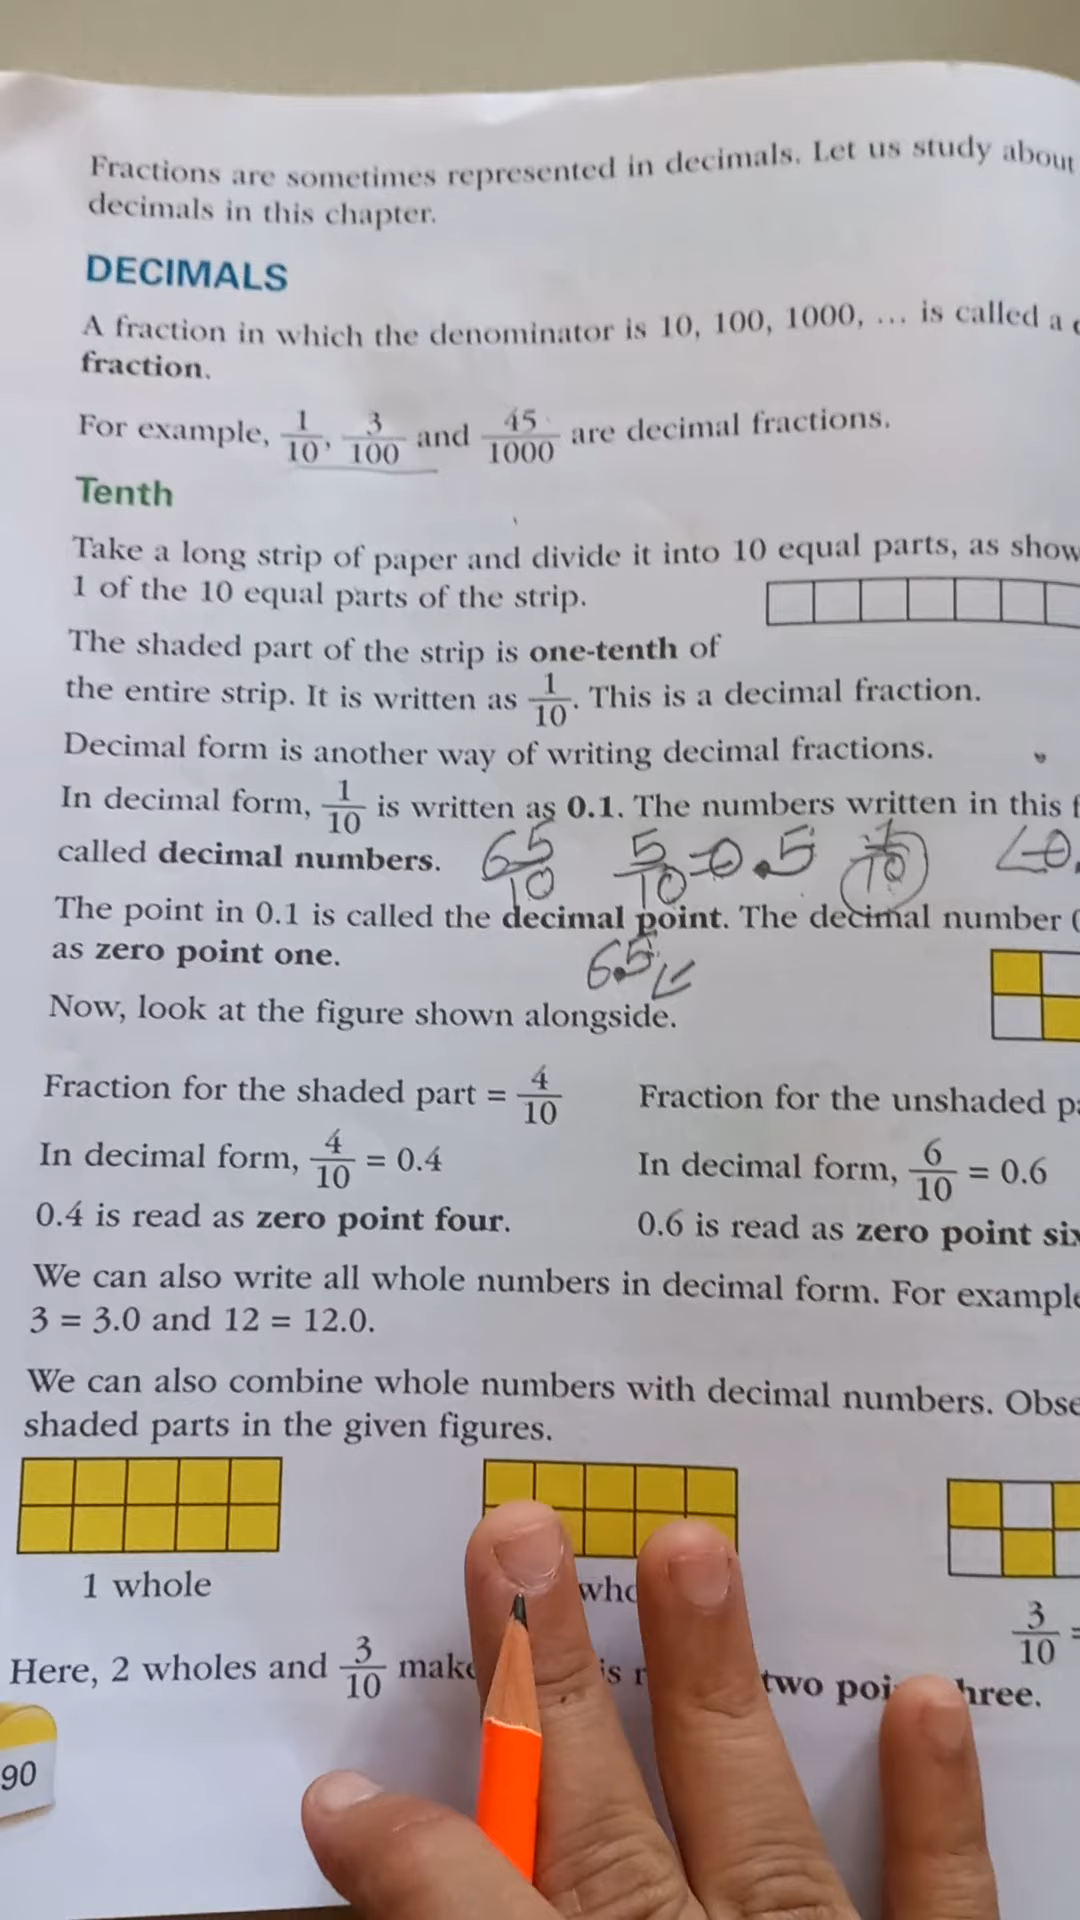 Fractions are sometimes represented in decimals. Let us study about
decimals in this chapter.
DECIMALS
A fraction in which the denominator is 10, 100, 1000, ... is called a
fraction.
For example, 1/10, 3/100 and 45/1000 are decimal fractions.
Tenth
Take a long strip of paper and divide it into 10 equal parts, as show
1 of the 10 equal parts of the strip.
The shaded part of the strip is one-tenth of
the entire strip. It is written as 1/10. This is a decimal fraction.
Decimal form is another way of writing decimal fractions.
In decimal form, 1/10 is written as 0.1. The numbers written in this f
called decimal numbers.
65/10 5/10 = 0.5
The point in 0.1 is called the decimal point. The decimal number
as zero point one.
6.5
Now, look at the figure shown alongside.
Fraction for the shaded part = 4/10 Fraction for the unshaded
In decimal form, 4/10 = 0.4 In decimal form, 6/10 = 0.6
0.4 is read as zero point four. 0.6 is read as zero point six
We can also write all whole numbers in decimal form. For example
3 = 3.0 and 12 = 12.0.
We can also combine whole numbers with decimal numbers. Obse
shaded parts in the given figures.
1 whole who 3/10 =
Here, 2 wholes and 3/10 make is two poi hree.
90